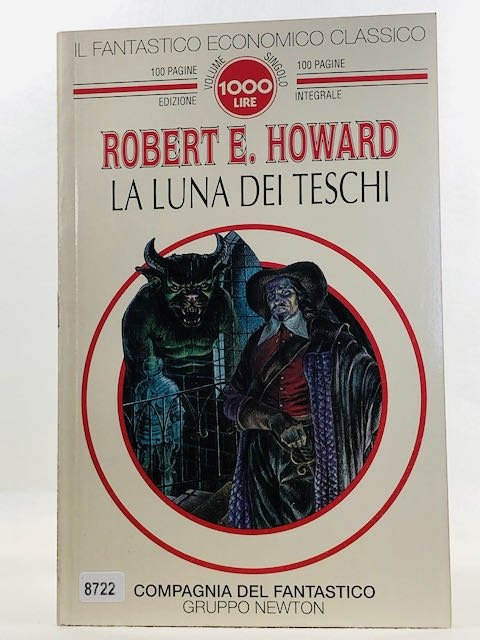 IL FANTASTICO ECONOMICO CLASSICO
100 PAGINE
VOLUME SINGOLO
100 PAGINE
EDIZIONE
1000
LIRE
INTEGRALE
ROBERT E. HOWARD
LA LUNA DEI TESCHI
8722
COMPAGNIA DEL FANTASTICO
GRUPPO NEWTON